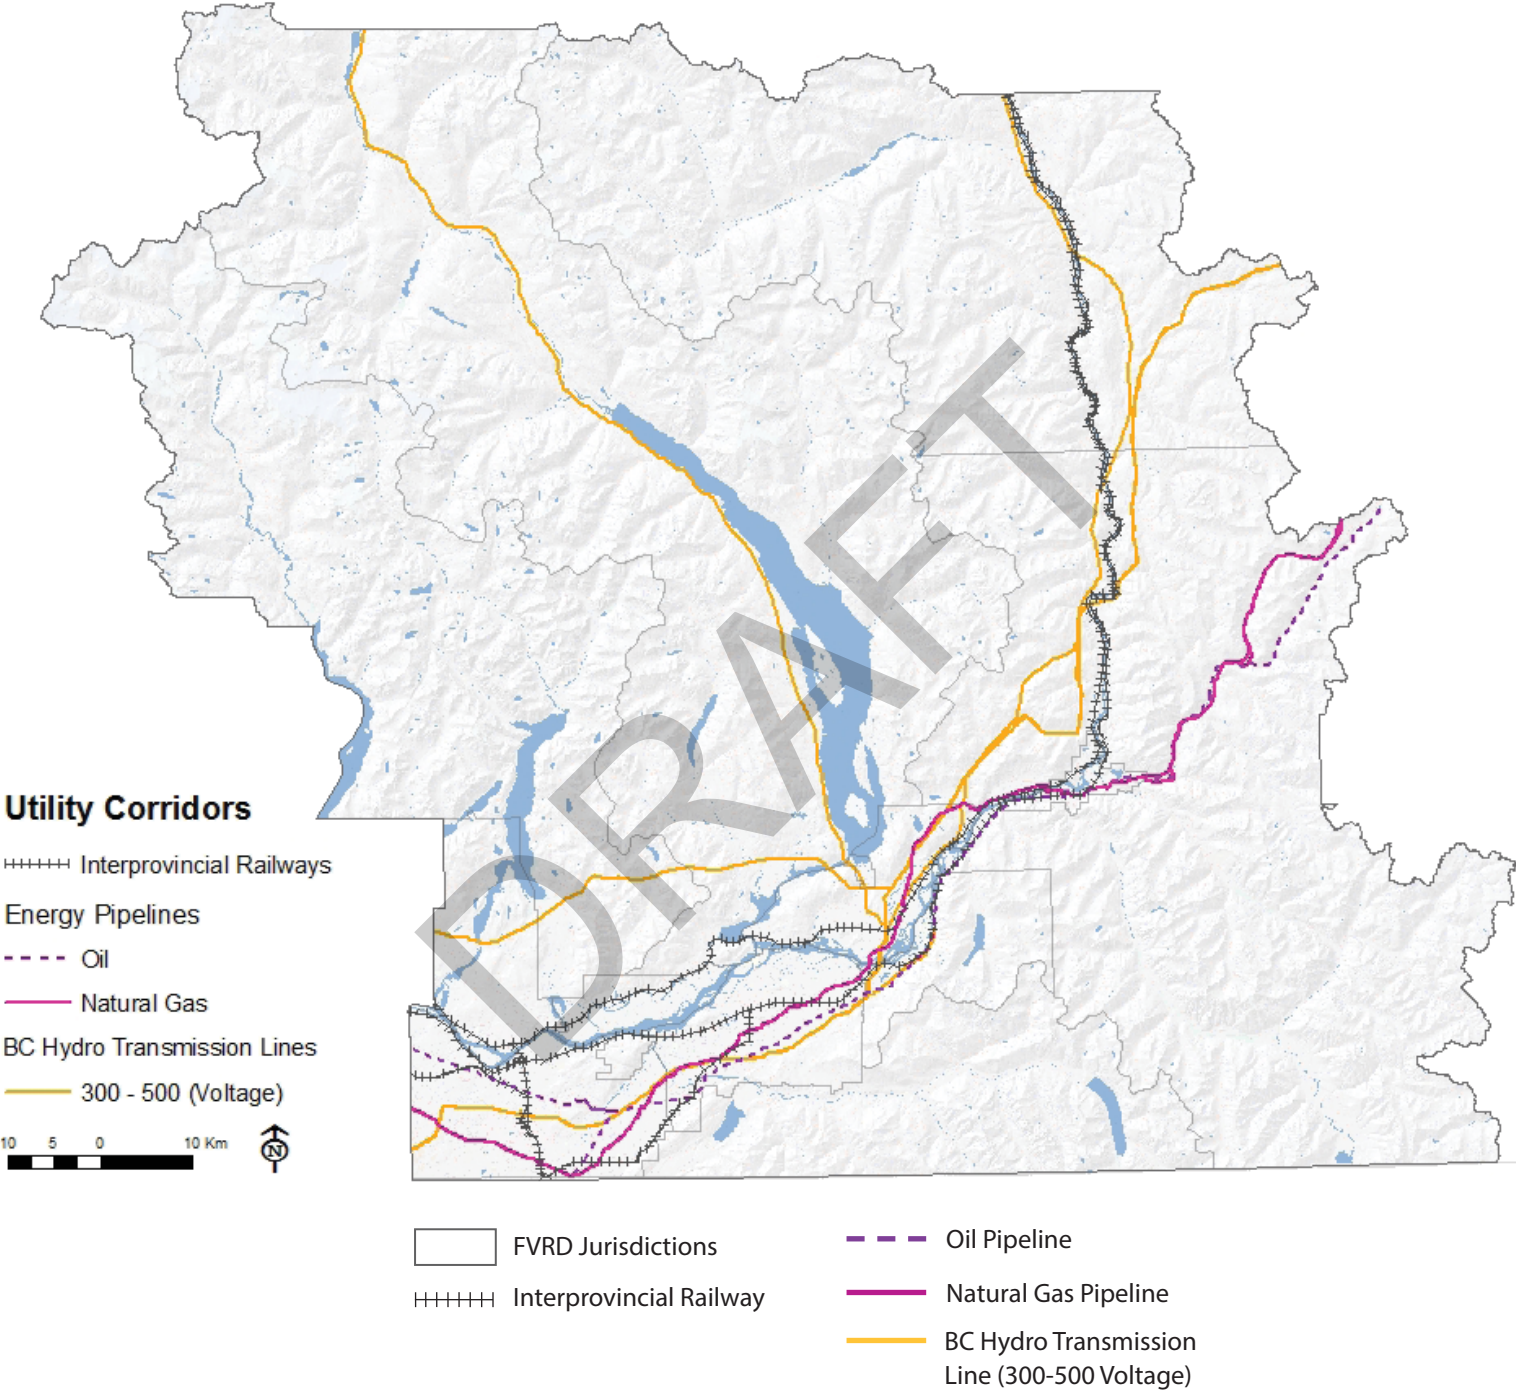 DRAFT
Utility Corridors
Interprovincial Railways
Energy Pipelines
Oil
Natural Gas
BC Hydro Transmission Lines
300 - 500 (Voltage)
10 5 0 10 Km
N
FVRD Jurisdictions
Interprovincial Railway
Oil Pipeline
Natural Gas Pipeline
BC Hydro Transmission
Line (300-500 Voltage)